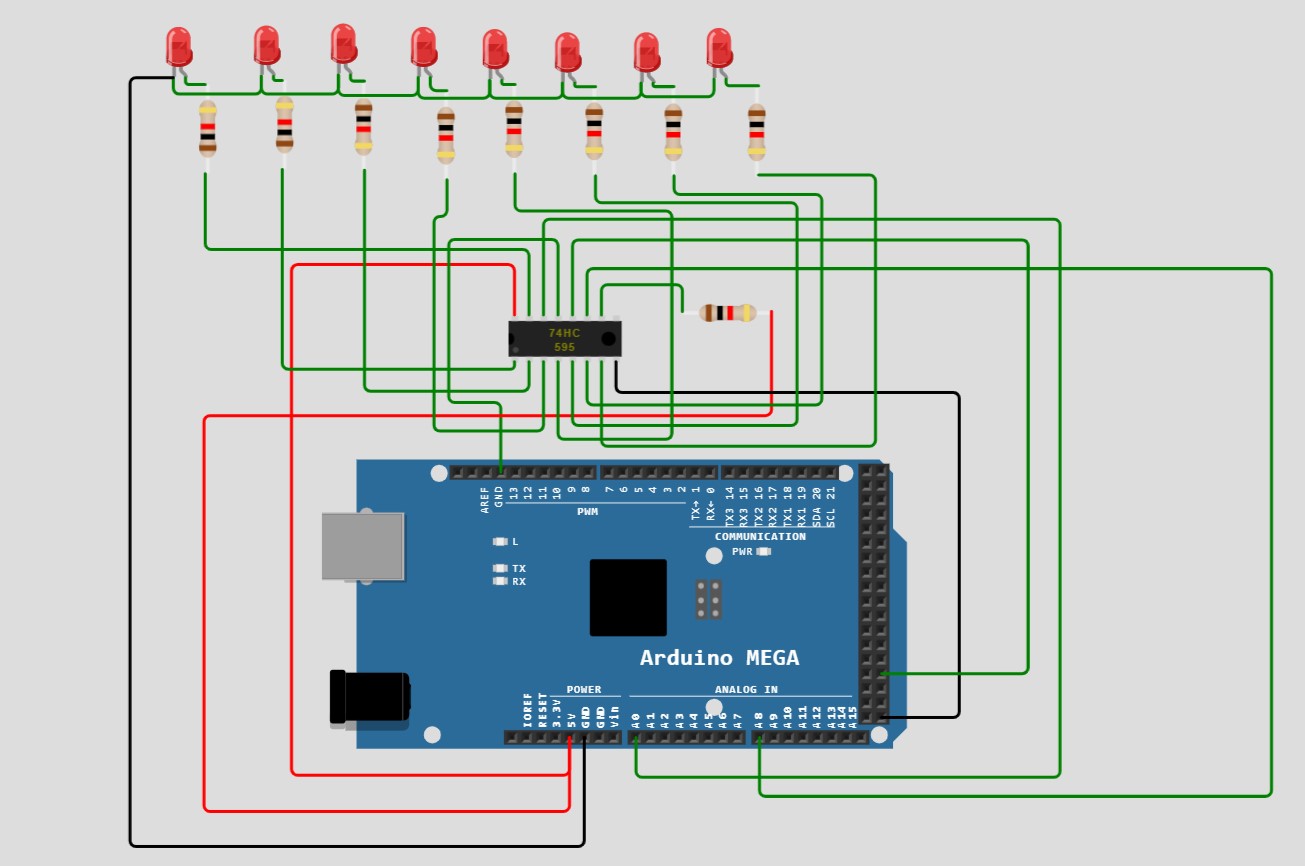 74HC
595
AREF GND 13 12 11 10 9 8 7 6 5 4 3 2 TX→ 1 RX← 0 TX3 14 RX3 15 TX2 16 RX2 17 TX1 18 RX1 19 SDA 20 SCL 21
PWM
COMMUNICATION
L
PWR
TX
RX
Arduino MEGA
POWER
ANALOG IN
IOREF RESET 3.3V 5V GND GND Vin A0 A1 A2 A3 A4 A5 A6 A7 A8 A9 A10 A11 A12 A13 A14 A15